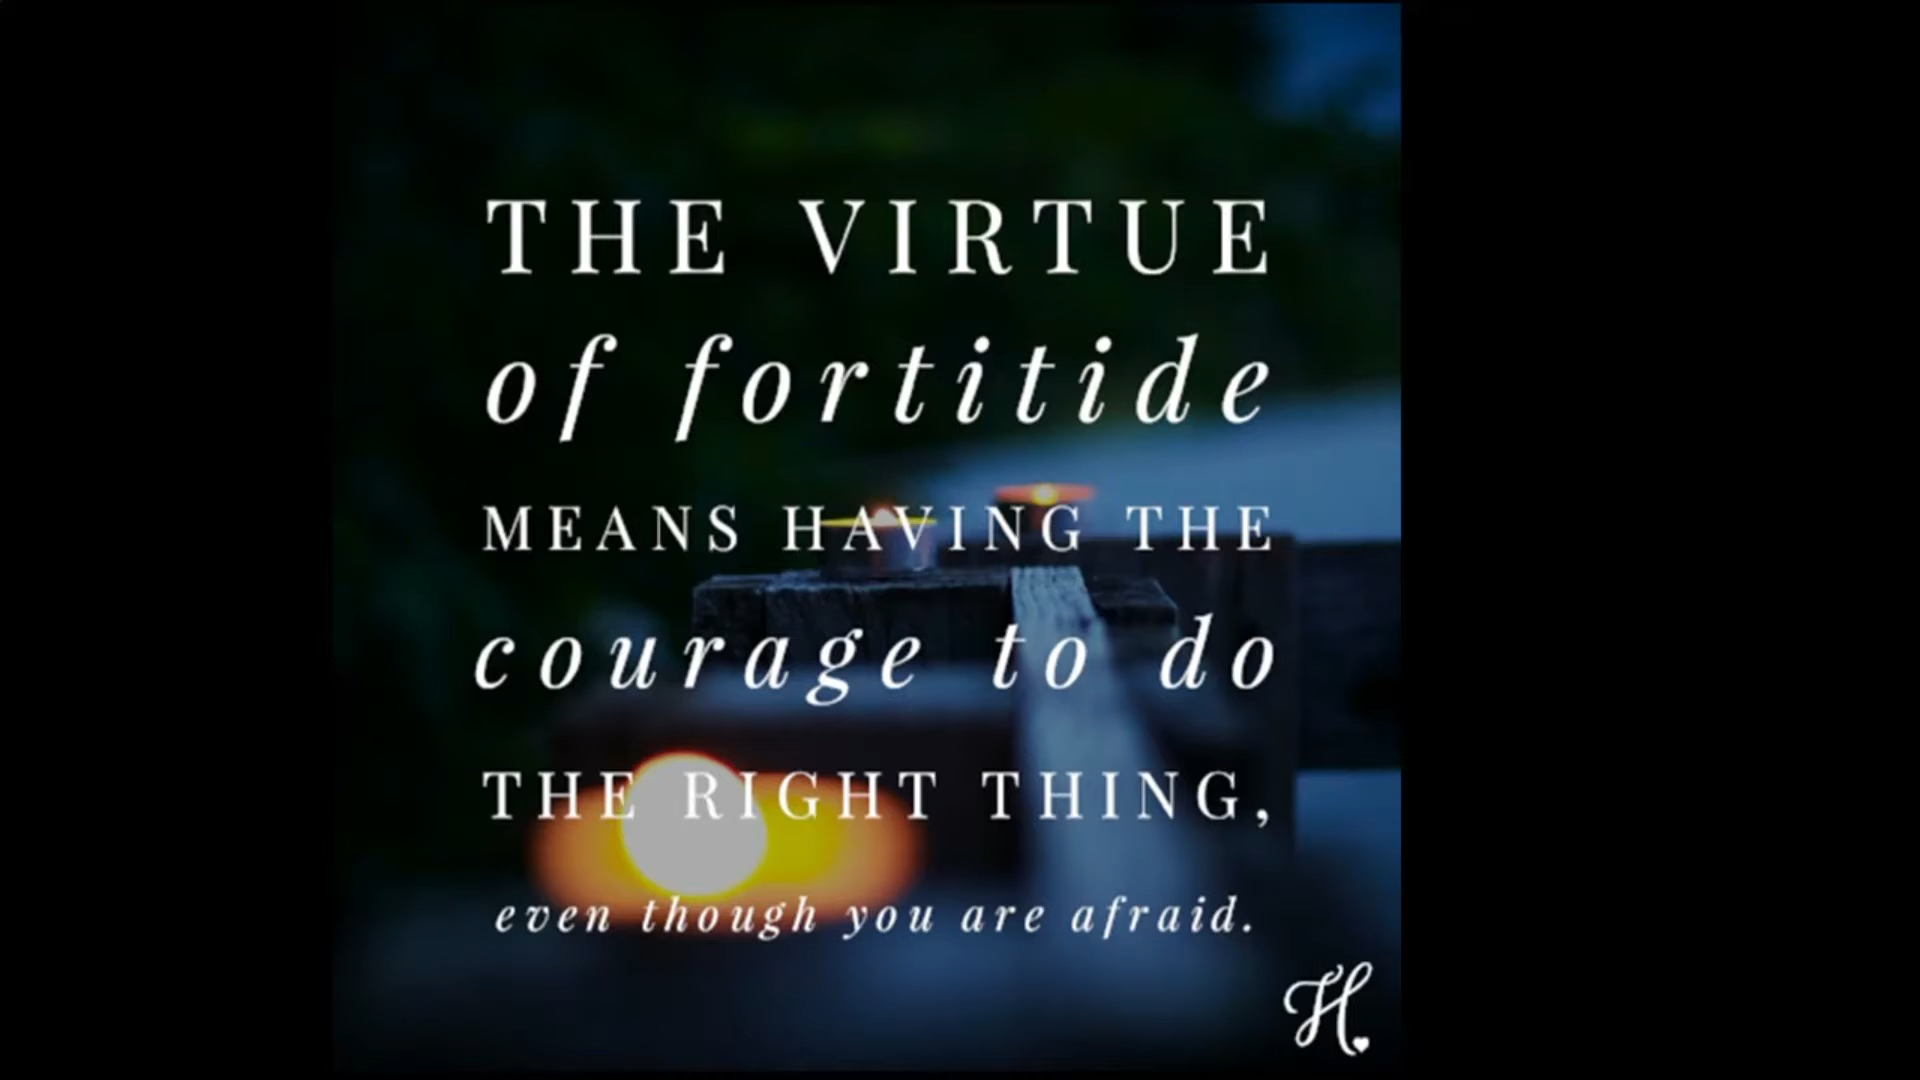 THE VIRTUE
of fortitide
MEANS HAVING THE
courage to do
THE RIGHT THING,
even though you are afraid.
H